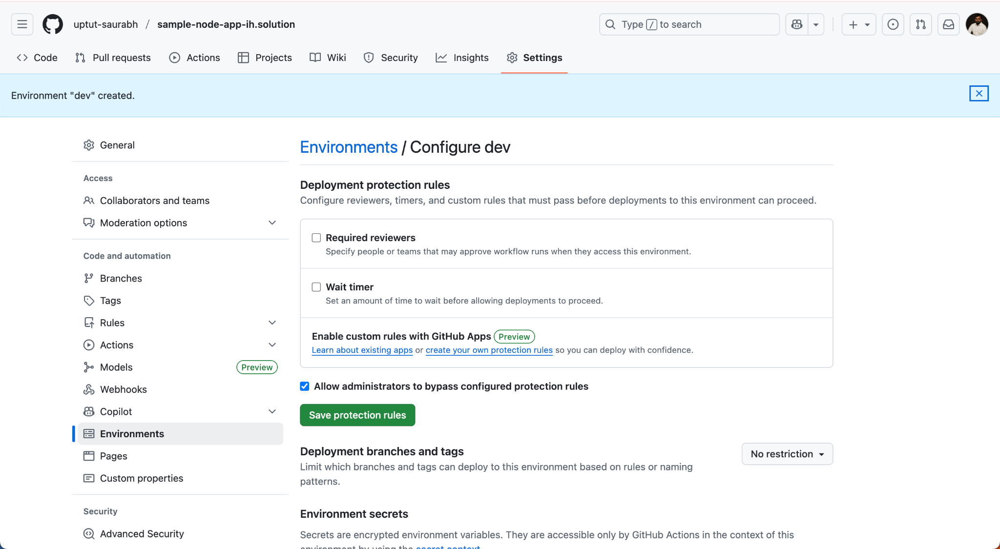 uptut-saurabh / sample-node-app-ih.solution
Type / to search
Code Pull requests Actions Projects Wiki Security Insights Settings
Environment "dev" created.
General
Access
Collaborators and teams
Moderation options
Code and automation
Branches
Tags
Rules
Actions
Models Preview
Webhooks
Copilot
Environments
Pages
Custom properties
Security
Advanced Security
Environments / Configure dev
Deployment protection rules
Configure reviewers, timers, and custom rules that must pass before deployments to this environment can proceed.
Required reviewers
Specify people or teams that may approve workflow runs when they access this environment.
Wait timer
Set an amount of time to wait before allowing deployments to proceed.
Enable custom rules with GitHub Apps Preview
Learn about existing apps or create your own protection rules so you can deploy with confidence.
Allow administrators to bypass configured protection rules
Save protection rules
Deployment branches and tags
No restriction
Limit which branches and tags can deploy to this environment based on rules or naming
patterns.
Environment secrets
Secrets are encrypted environment variables. They are accessible only by GitHub Actions in the context of this
environment by using the secret context